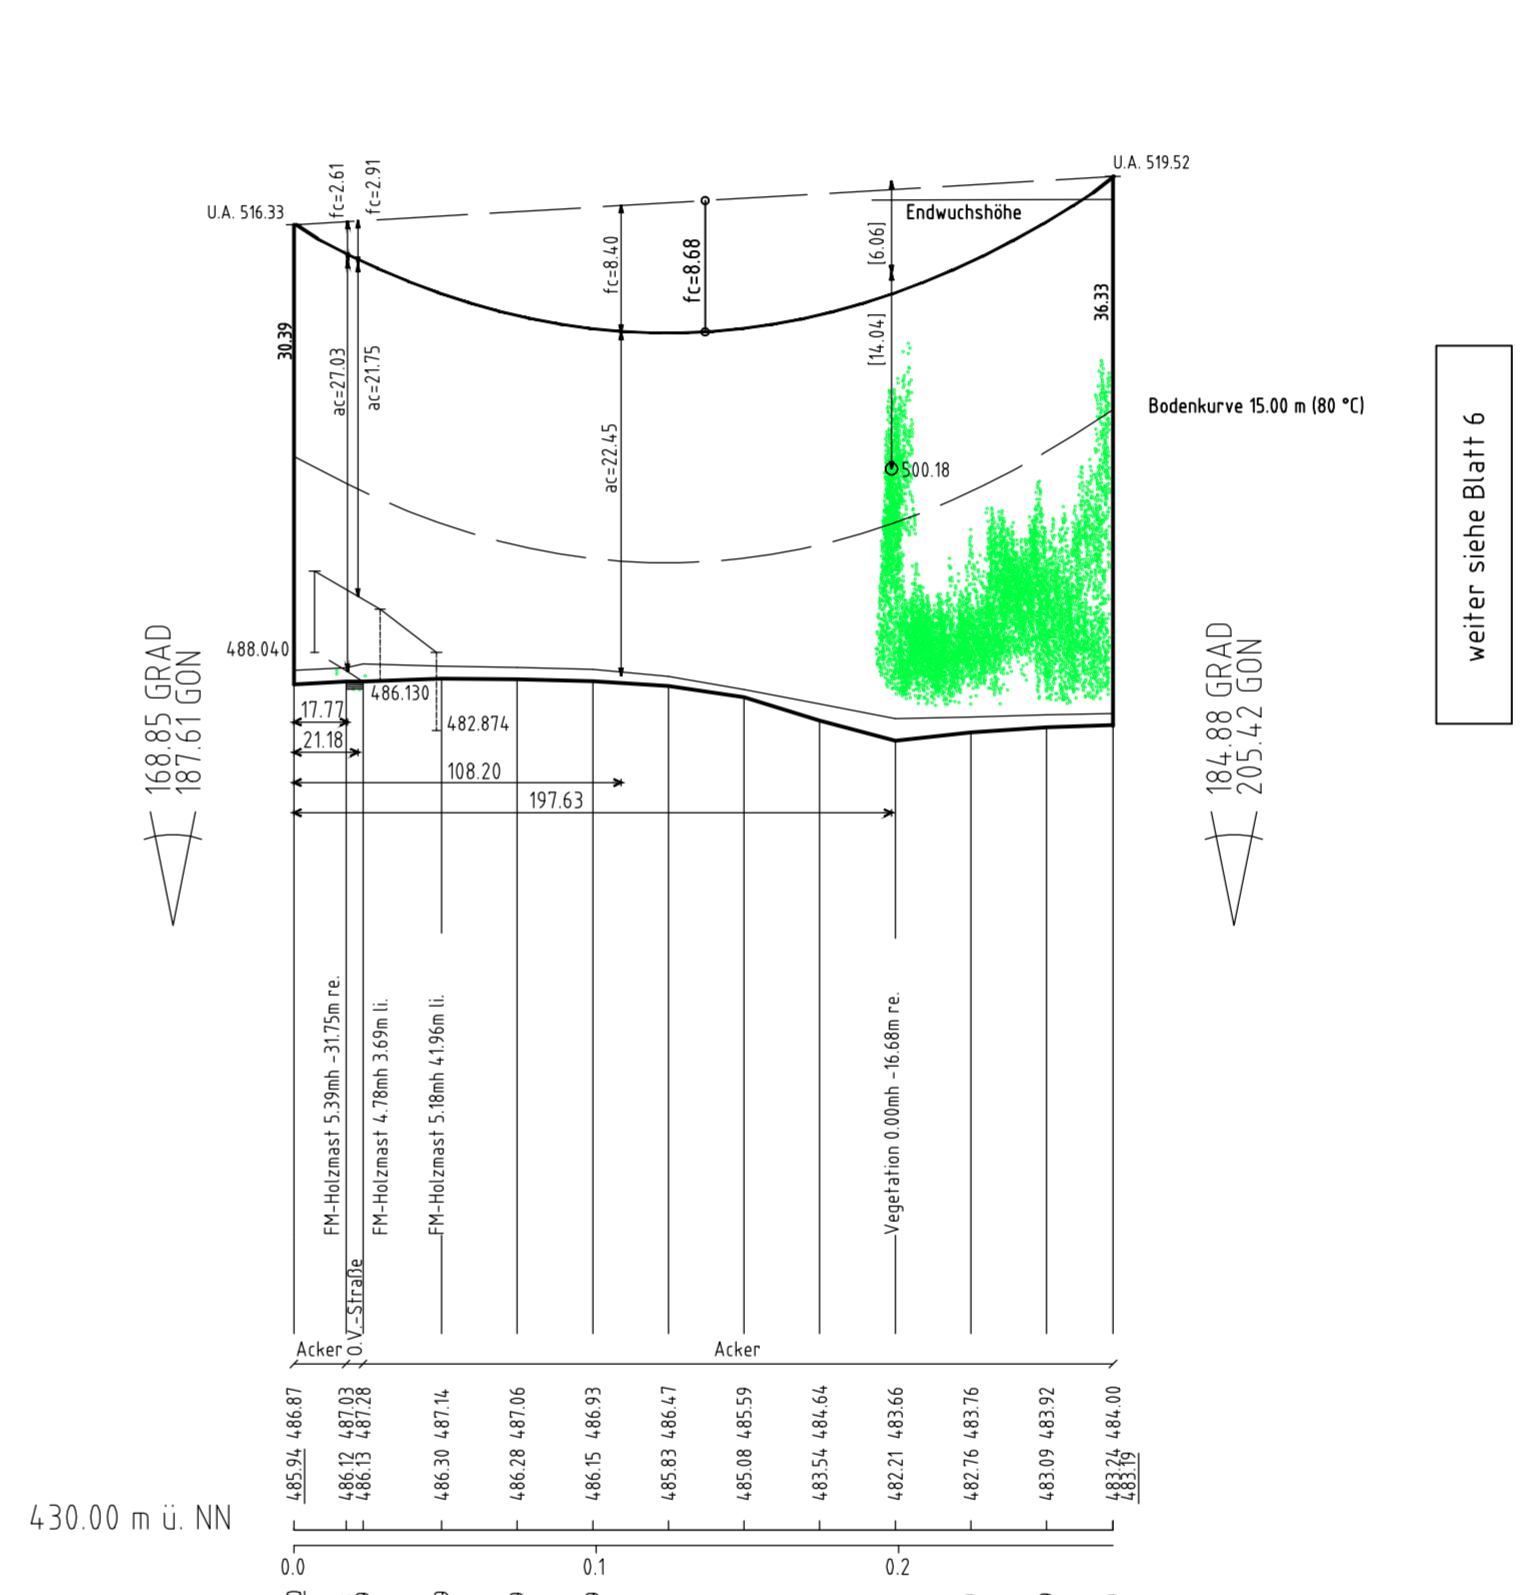 U.A. 519.52
U.A. 516.33
fc=2.61
fc=2.91
fc=8.40
fc=8.68
[6.06]
Endwuchshöhe
30.39
36.33
ac=27.03
ac=21.75
ac=22.45
[14.04]
Bodenkurve 15.00 m (80 °C)
500.18
weiter siehe Blatt 6
168.85 GRAD
187.61 GON
184.88 GRAD
205.42 GON
488.040
486.130
482.874
17.77
21.18
108.20
197.63
FM-Holzmast 5.39mh -31.75m re.
FM-Holzmast 4.78mh 3.69m li.
FM-Holzmast 5.18mh 41.96m li.
Vegetation 0.00mh -16.68m re.
Acker
O.V.-Straße
Acker
486.87 487.03 487.28 487.14 487.06 486.93 486.47 485.59 484.64 483.66 483.76 483.92 484.00
485.94 486.12 486.13 486.30 486.28 486.15 485.83 485.08 483.54 482.21 482.76 483.09 483.24 483.19
430.00 m ü. NN
0.0 0.1 0.2